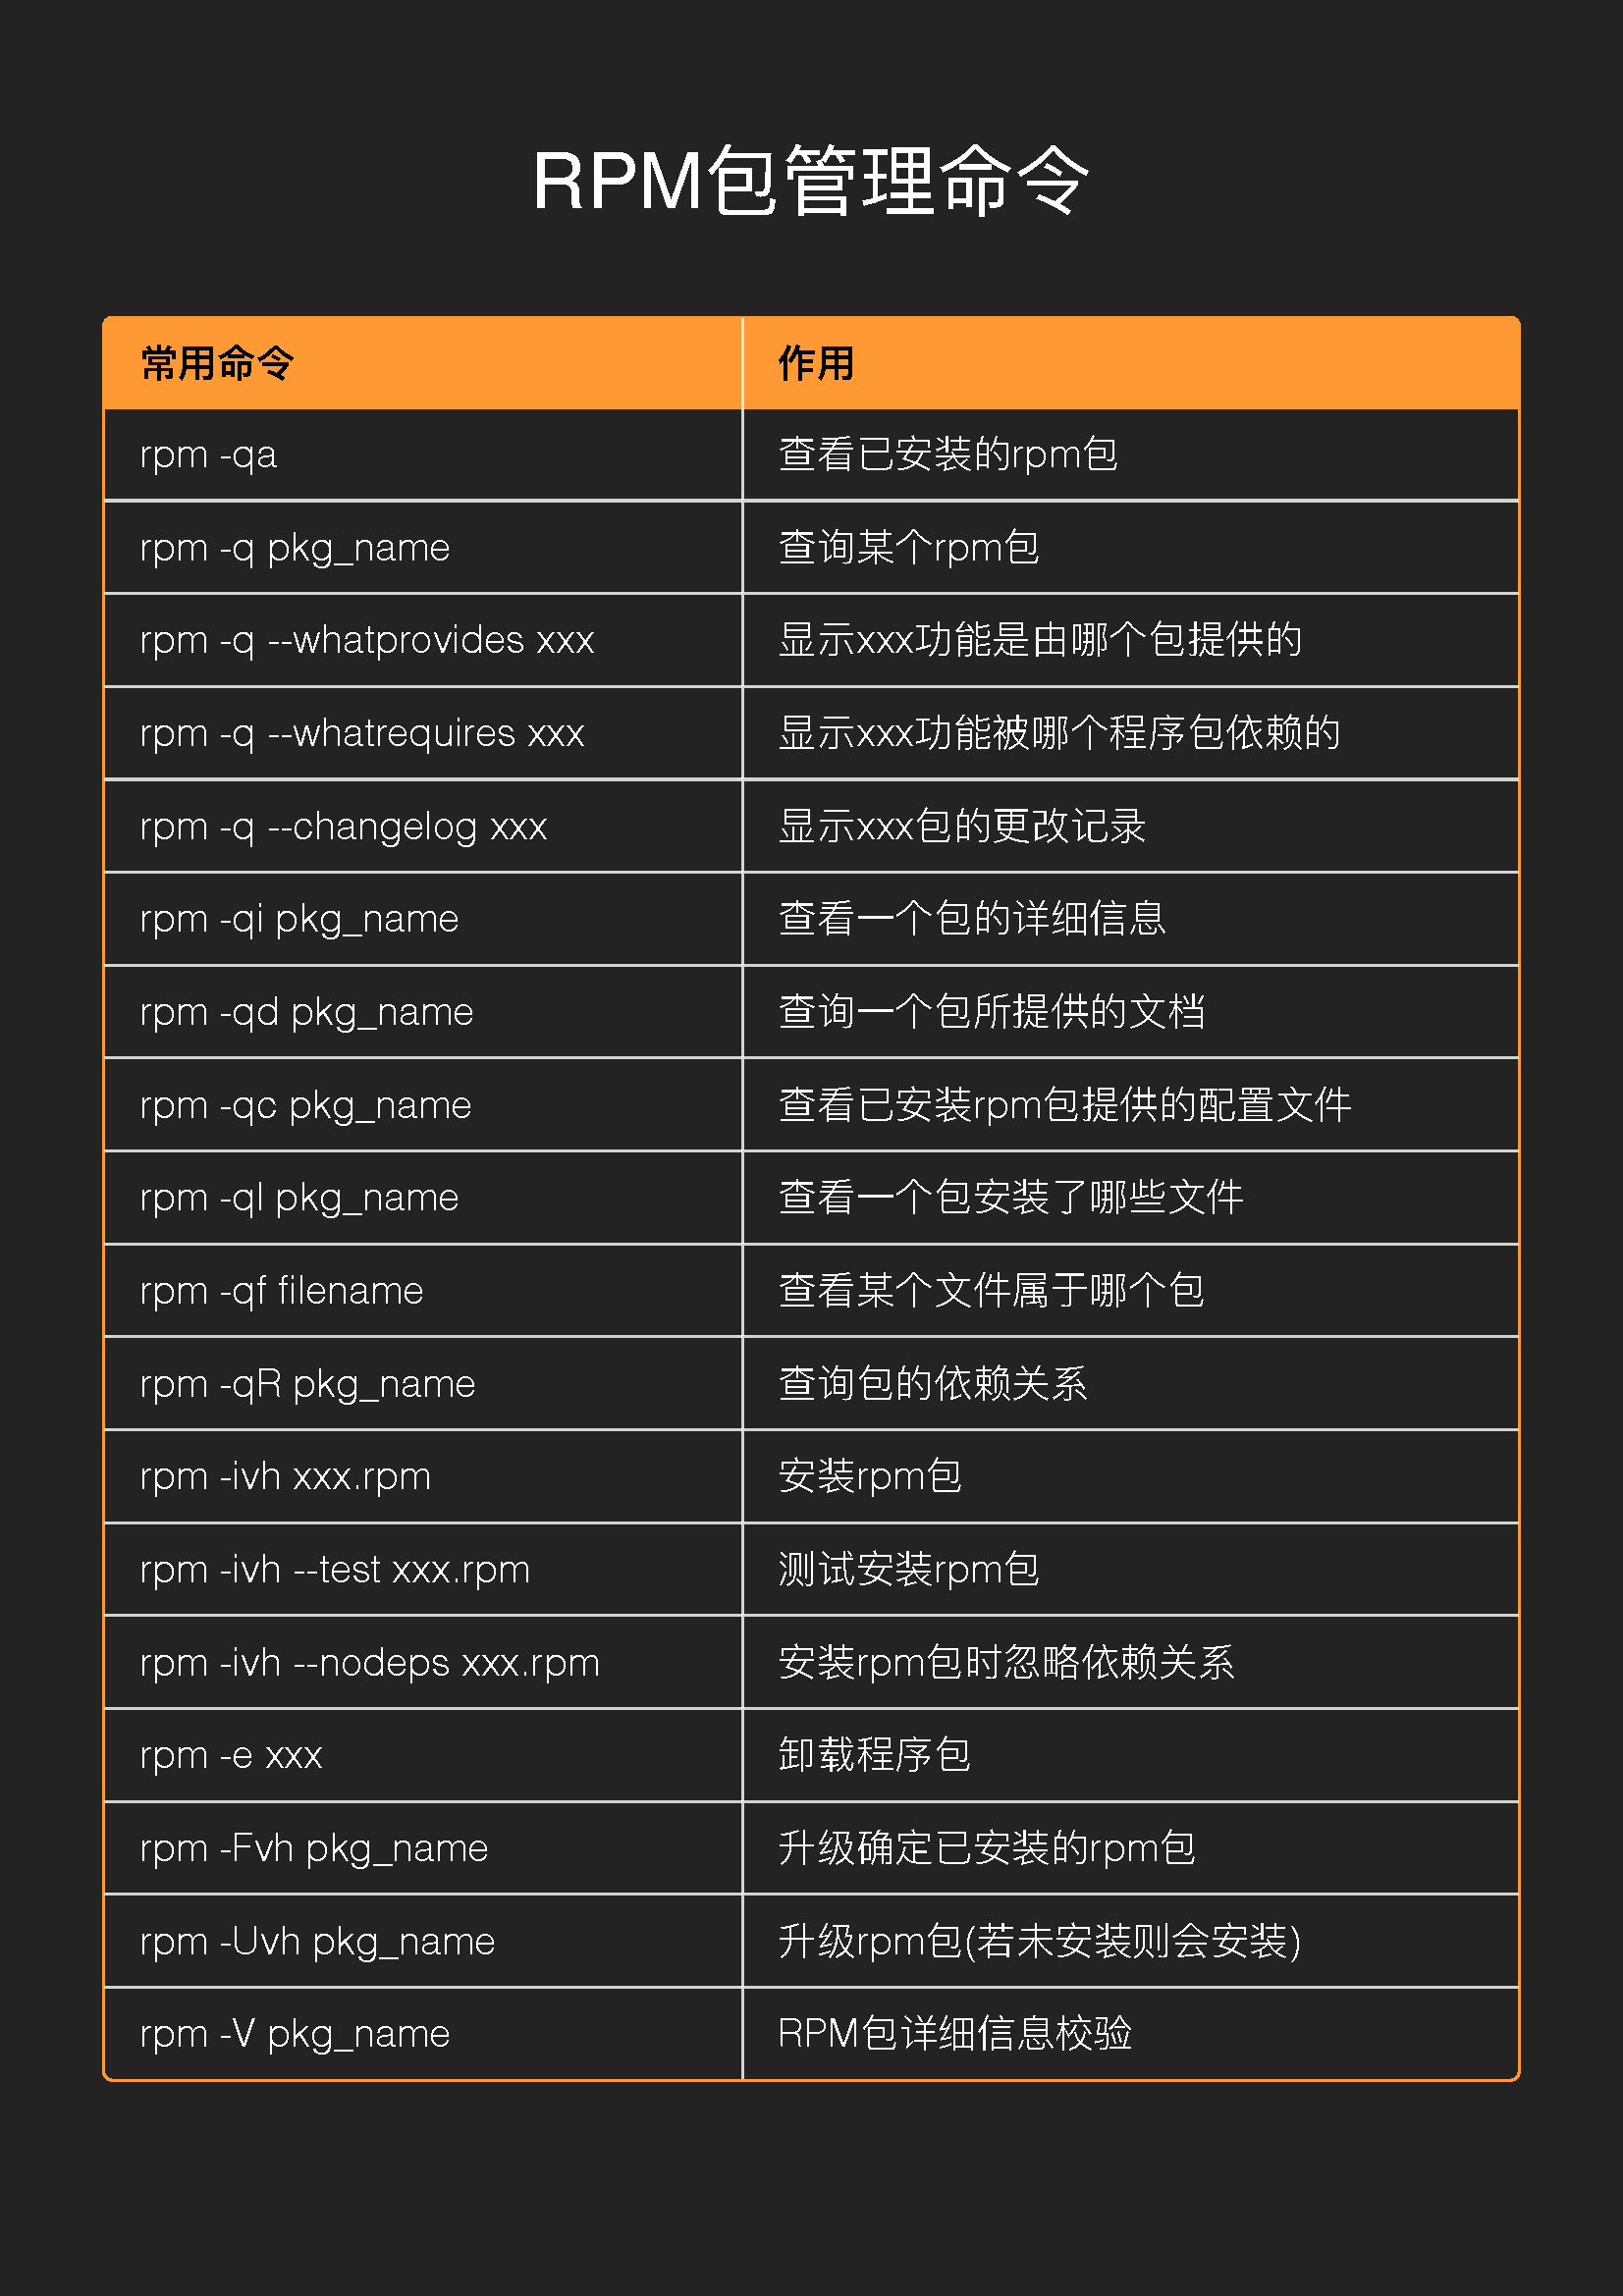 RPM包管理命令
常用命令 作用
rpm -qa 查看已安装的rpm包
rpm -q pkg_name 查询某个rpm包
rpm -q --whatprovides xxx 显示xxx功能是由哪个包提供的
rpm -q --whatrequires xxx 显示xxx功能被哪个程序包依赖的
rpm -q --changelog xxx 显示xxx包的更改记录
rpm -qi pkg_name 查看一个包的详细信息
rpm -qd pkg_name 查询一个包所提供的文档
rpm -qc pkg_name 查看已安装rpm包提供的配置文件
rpm -ql pkg_name 查看一个包安装了哪些文件
rpm -qf filename 查看某个文件属于哪个包
rpm -qR pkg_name 查询包的依赖关系
rpm -ivh xxx.rpm 安装rpm包
rpm -ivh --test xxx.rpm 测试安装rpm包
rpm -ivh --nodeps xxx.rpm 安装rpm包时忽略依赖关系
rpm -e xxx 卸载程序包
rpm -Fvh pkg_name 升级确定已安装的rpm包
rpm -Uvh pkg_name 升级rpm包(若未安装则会安装)
rpm -V pkg_name RPM包详细信息校验